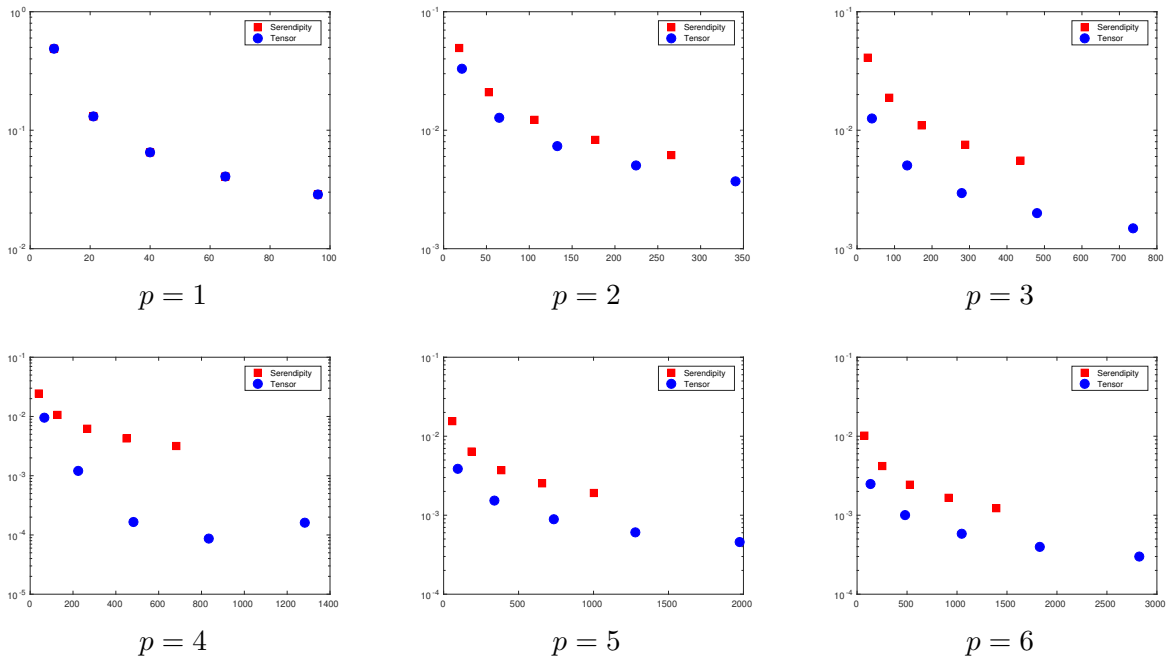 10^0
10^-1
10^-2
0 20 40 60 80 100
Serendipity
Tensor
p = 1
10^-1
10^-2
10^-3
0 50 100 150 200 250 300 350
Serendipity
Tensor
p = 2
10^-1
10^-2
10^-3
0 100 200 300 400 500 600 700 800
Serendipity
Tensor
p = 3
10^-1
10^-2
10^-3
10^-4
10^-5
0 200 400 600 800 1000 1200 1400
Serendipity
Tensor
p = 4
10^-1
10^-2
10^-3
10^-4
0 500 1000 1500 2000
Serendipity
Tensor
p = 5
10^-1
10^-2
10^-3
10^-4
0 500 1000 1500 2000 2500 3000
Serendipity
Tensor
p = 6